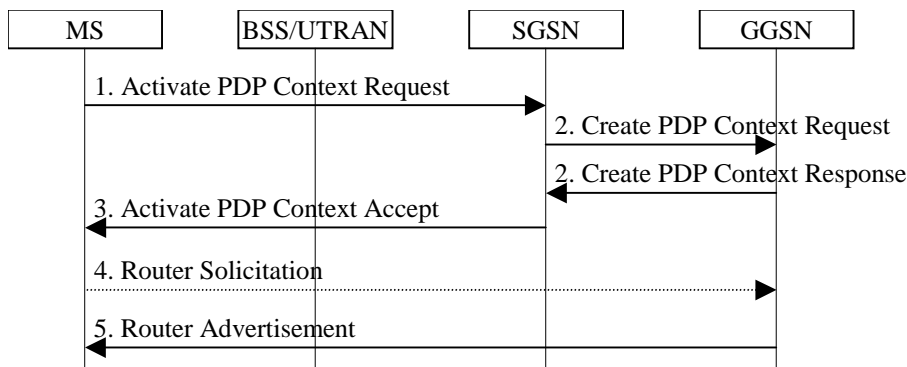 MS
BSS/UTRAN
SGSN
GGSN
1. Activate PDP Context Request
2. Create PDP Context Request
2. Create PDP Context Response
3. Activate PDP Context Accept
4. Router Solicitation
5. Router Advertisement